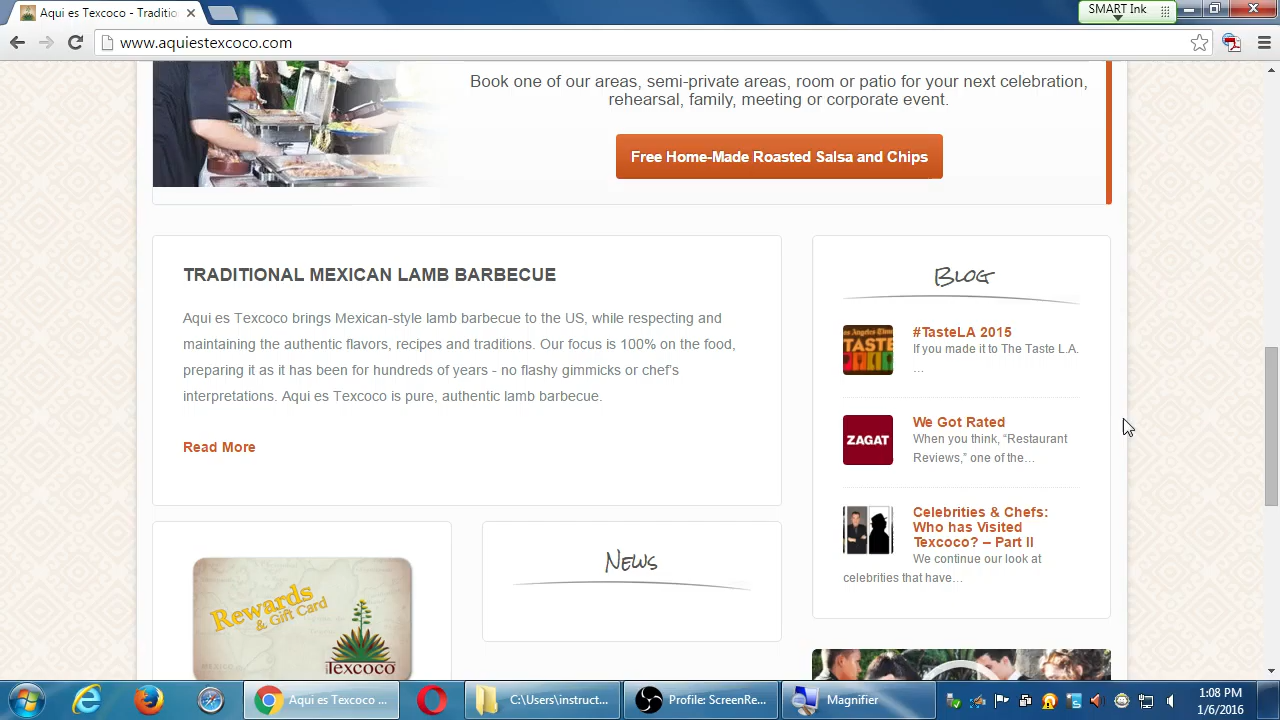 Aqui es Texcoco - Traditio
SMART Ink
www.aquiestexcoco.com
Book one of our areas, semi-private areas, room or patio for your next celebration,
rehearsal, family, meeting or corporate event.
Free Home-Made Roasted Salsa and Chips
TRADITIONAL MEXICAN LAMB BARBECUE
Aqui es Texcoco brings Mexican-style lamb barbecue to the US, while respecting and
maintaining the authentic flavors, recipes and traditions. Our focus is 100% on the food,
preparing it as it has been for hundreds of years - no flashy gimmicks or chef's
interpretations. Aqui es Texcoco is pure, authentic lamb barbecue.
Read More
Blog
Los Angeles Times
TASTE
#TasteLA 2015
If you made it to The Taste L.A.
…
ZAGAT
We Got Rated
When you think, “Restaurant
Reviews,” one of the…
Celebrities & Chefs:
Who has Visited
Texcoco? – Part II
We continue our look at
celebrities that have…
Rewards
& Gift Card
Texcoco
News
Aqui es Texcoco ...
C:\Users\instruct...
Profile: ScreenRe...
Magnifier
1:08 PM
1/6/2016